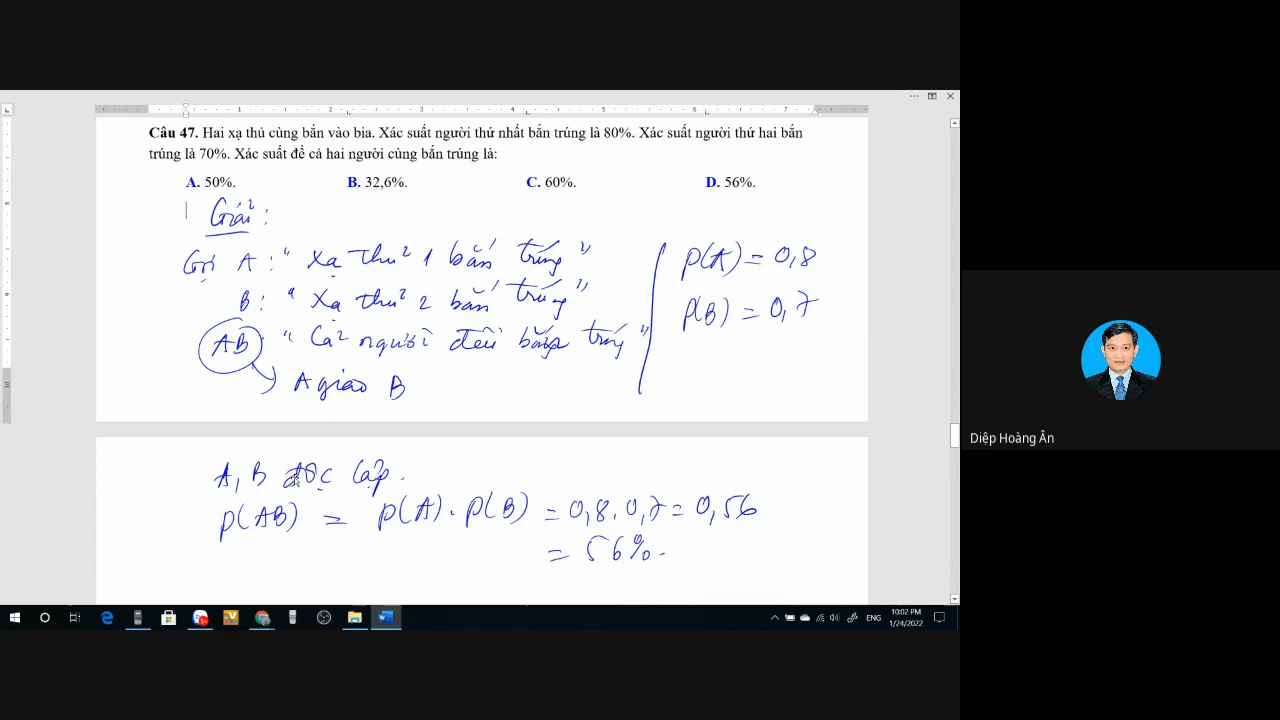 Câu 47. Hai xạ thủ cùng bắn vào bia. Xác suất người thứ nhất bắn trúng là 80%. Xác suất người thứ hai bắn
trúng là 70%. Xác suất để cả hai người cùng bắn trúng là:
A. 50%. B. 32,6%. C. 60%. D. 56%.
Giải:
Gọi A: "Xạ thủ 1 bắn trúng" P(A) = 0,8
B: "Xạ thủ 2 bắn trúng" P(B) = 0,7
AB: "Cả người đều bắn trúng"
A giao B
A, B độc lập.
P(AB) = P(A). P(B) = 0,8. 0,7 = 0,56
= 56%.
Diệp Hoàng Ân
ENG
10:02 PM
1/24/2022